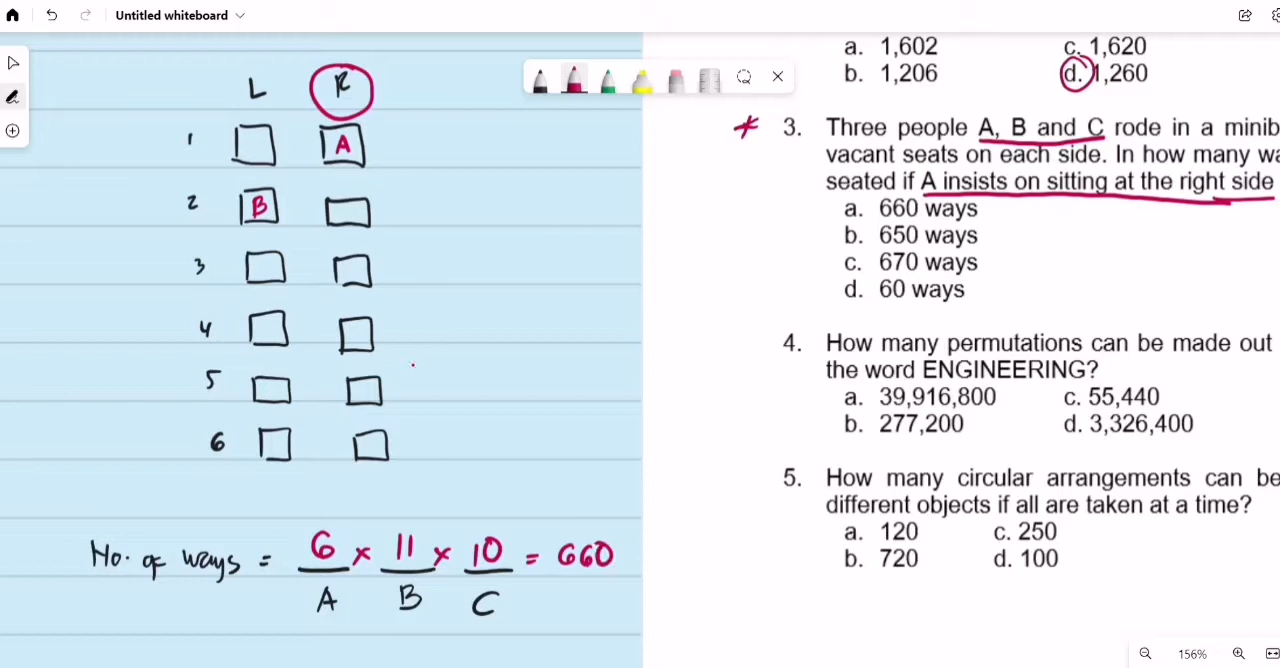 Untitled whiteboard
L R
1 A
2 B
3
4
5
6
No. of ways = 6 x 11 x 10 = 660
A B C
a. 1,602 c. 1,620
b. 1,206 d. 1,260
* 3. Three people A, B and C rode in a minib
vacant seats on each side. In how many wa
seated if A insists on sitting at the right side
a. 660 ways
b. 650 ways
c. 670 ways
d. 60 ways
4. How many permutations can be made out
the word ENGINEERING?
a. 39,916,800 c. 55,440
b. 277,200 d. 3,326,400
5. How many circular arrangements can be
different objects if all are taken at a time?
a. 120 c. 250
b. 720 d. 100
156%